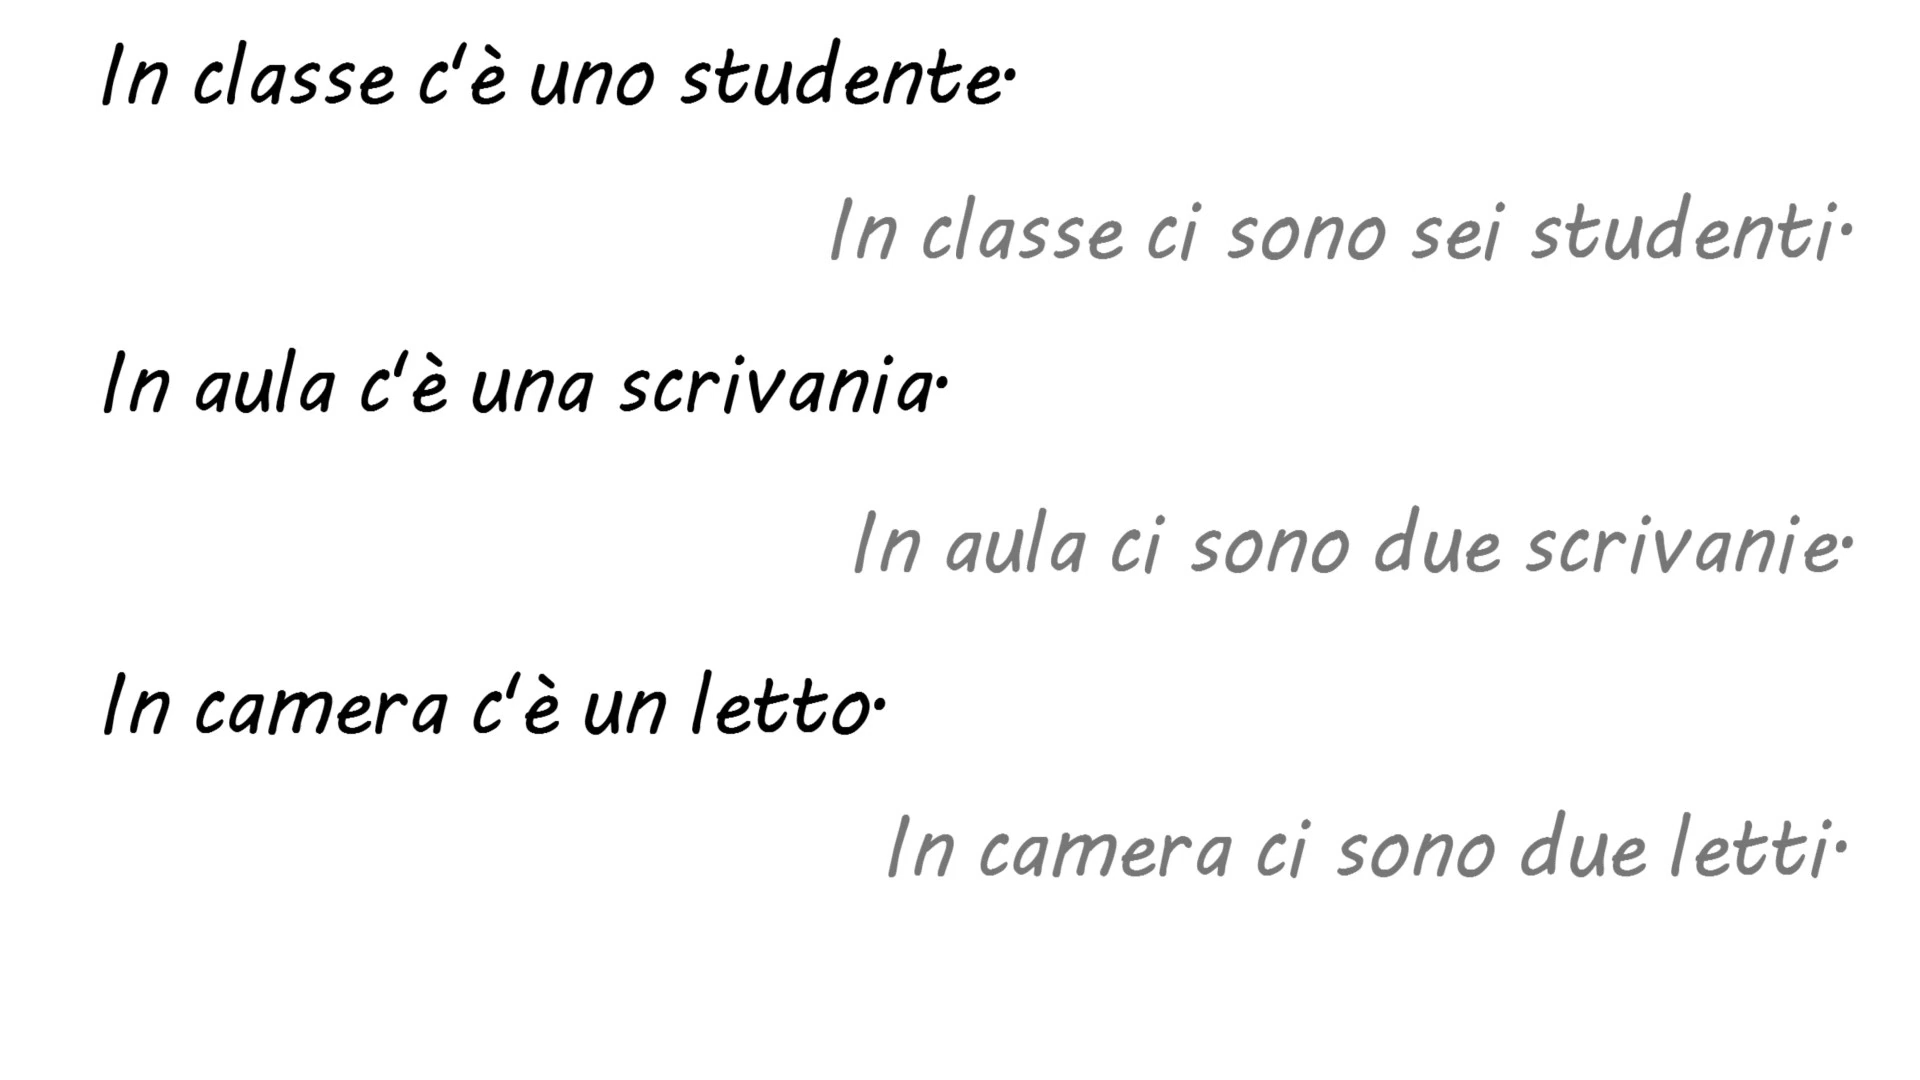 In classe c'è uno studente.
In classe ci sono sei studenti.
In aula c'è una scrivania.
In aula ci sono due scrivanie.
In camera c'è un letto.
In camera ci sono due letti.